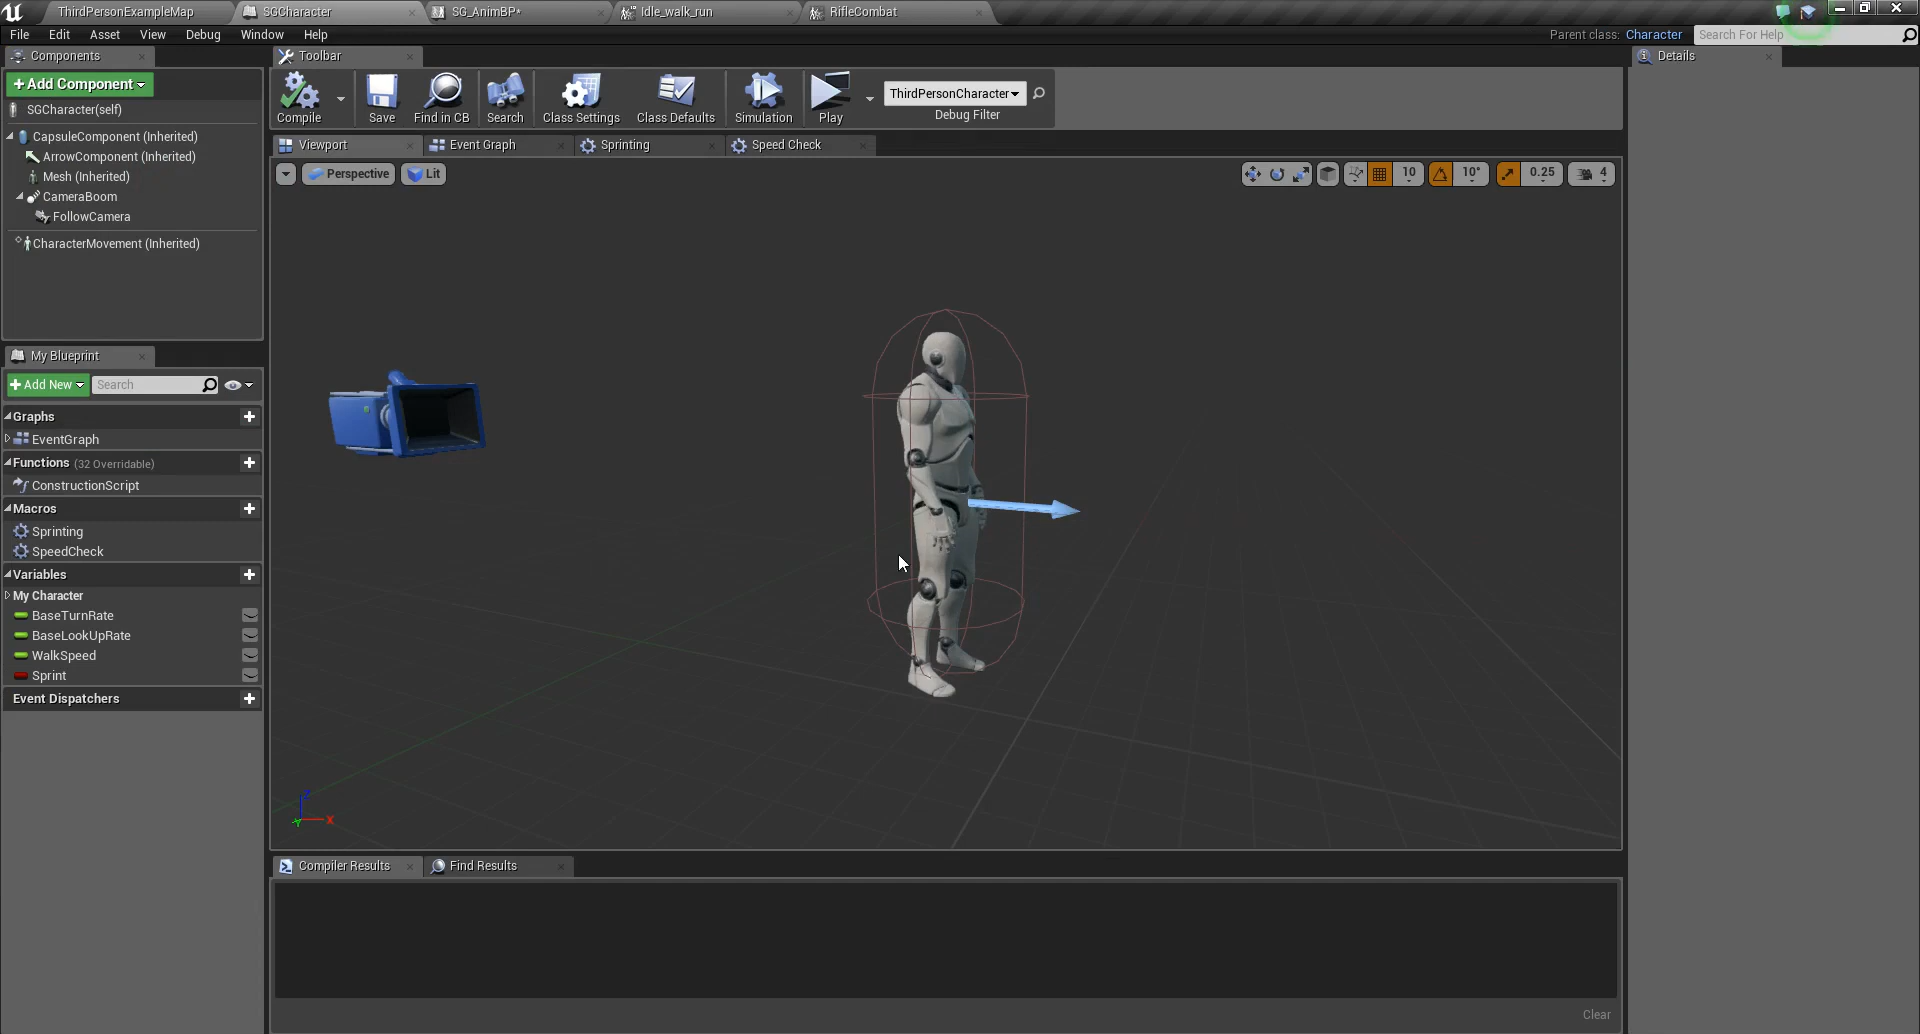 ThirdPersonExampleMap
SGCharacter
SG_AnimBP*
Idle_walk_run
RifleCombat
File Edit Asset View Debug Window Help
Parent class: Character
Search For Help
Components
Toolbar
Details
+ Add Component
SGCharacter(self)
CapsuleComponent (Inherited)
ArrowComponent (Inherited)
Mesh (Inherited)
CameraBoom
FollowCamera
CharacterMovement (Inherited)
Compile
Save
Find in CB
Search
Class Settings
Class Defaults
Simulation
Play
ThirdPersonCharacter
Debug Filter
Viewport
Event Graph
Sprinting
Speed Check
Perspective
Lit
10
10°
0.25
4
My Blueprint
+ Add New
Search
Graphs
EventGraph
Functions (32 Overridable)
ConstructionScript
Macros
Sprinting
SpeedCheck
Variables
My Character
BaseTurnRate
BaseLookUpRate
WalkSpeed
Sprint
Event Dispatchers
Z
Y
X
Compiler Results
Find Results
Clear